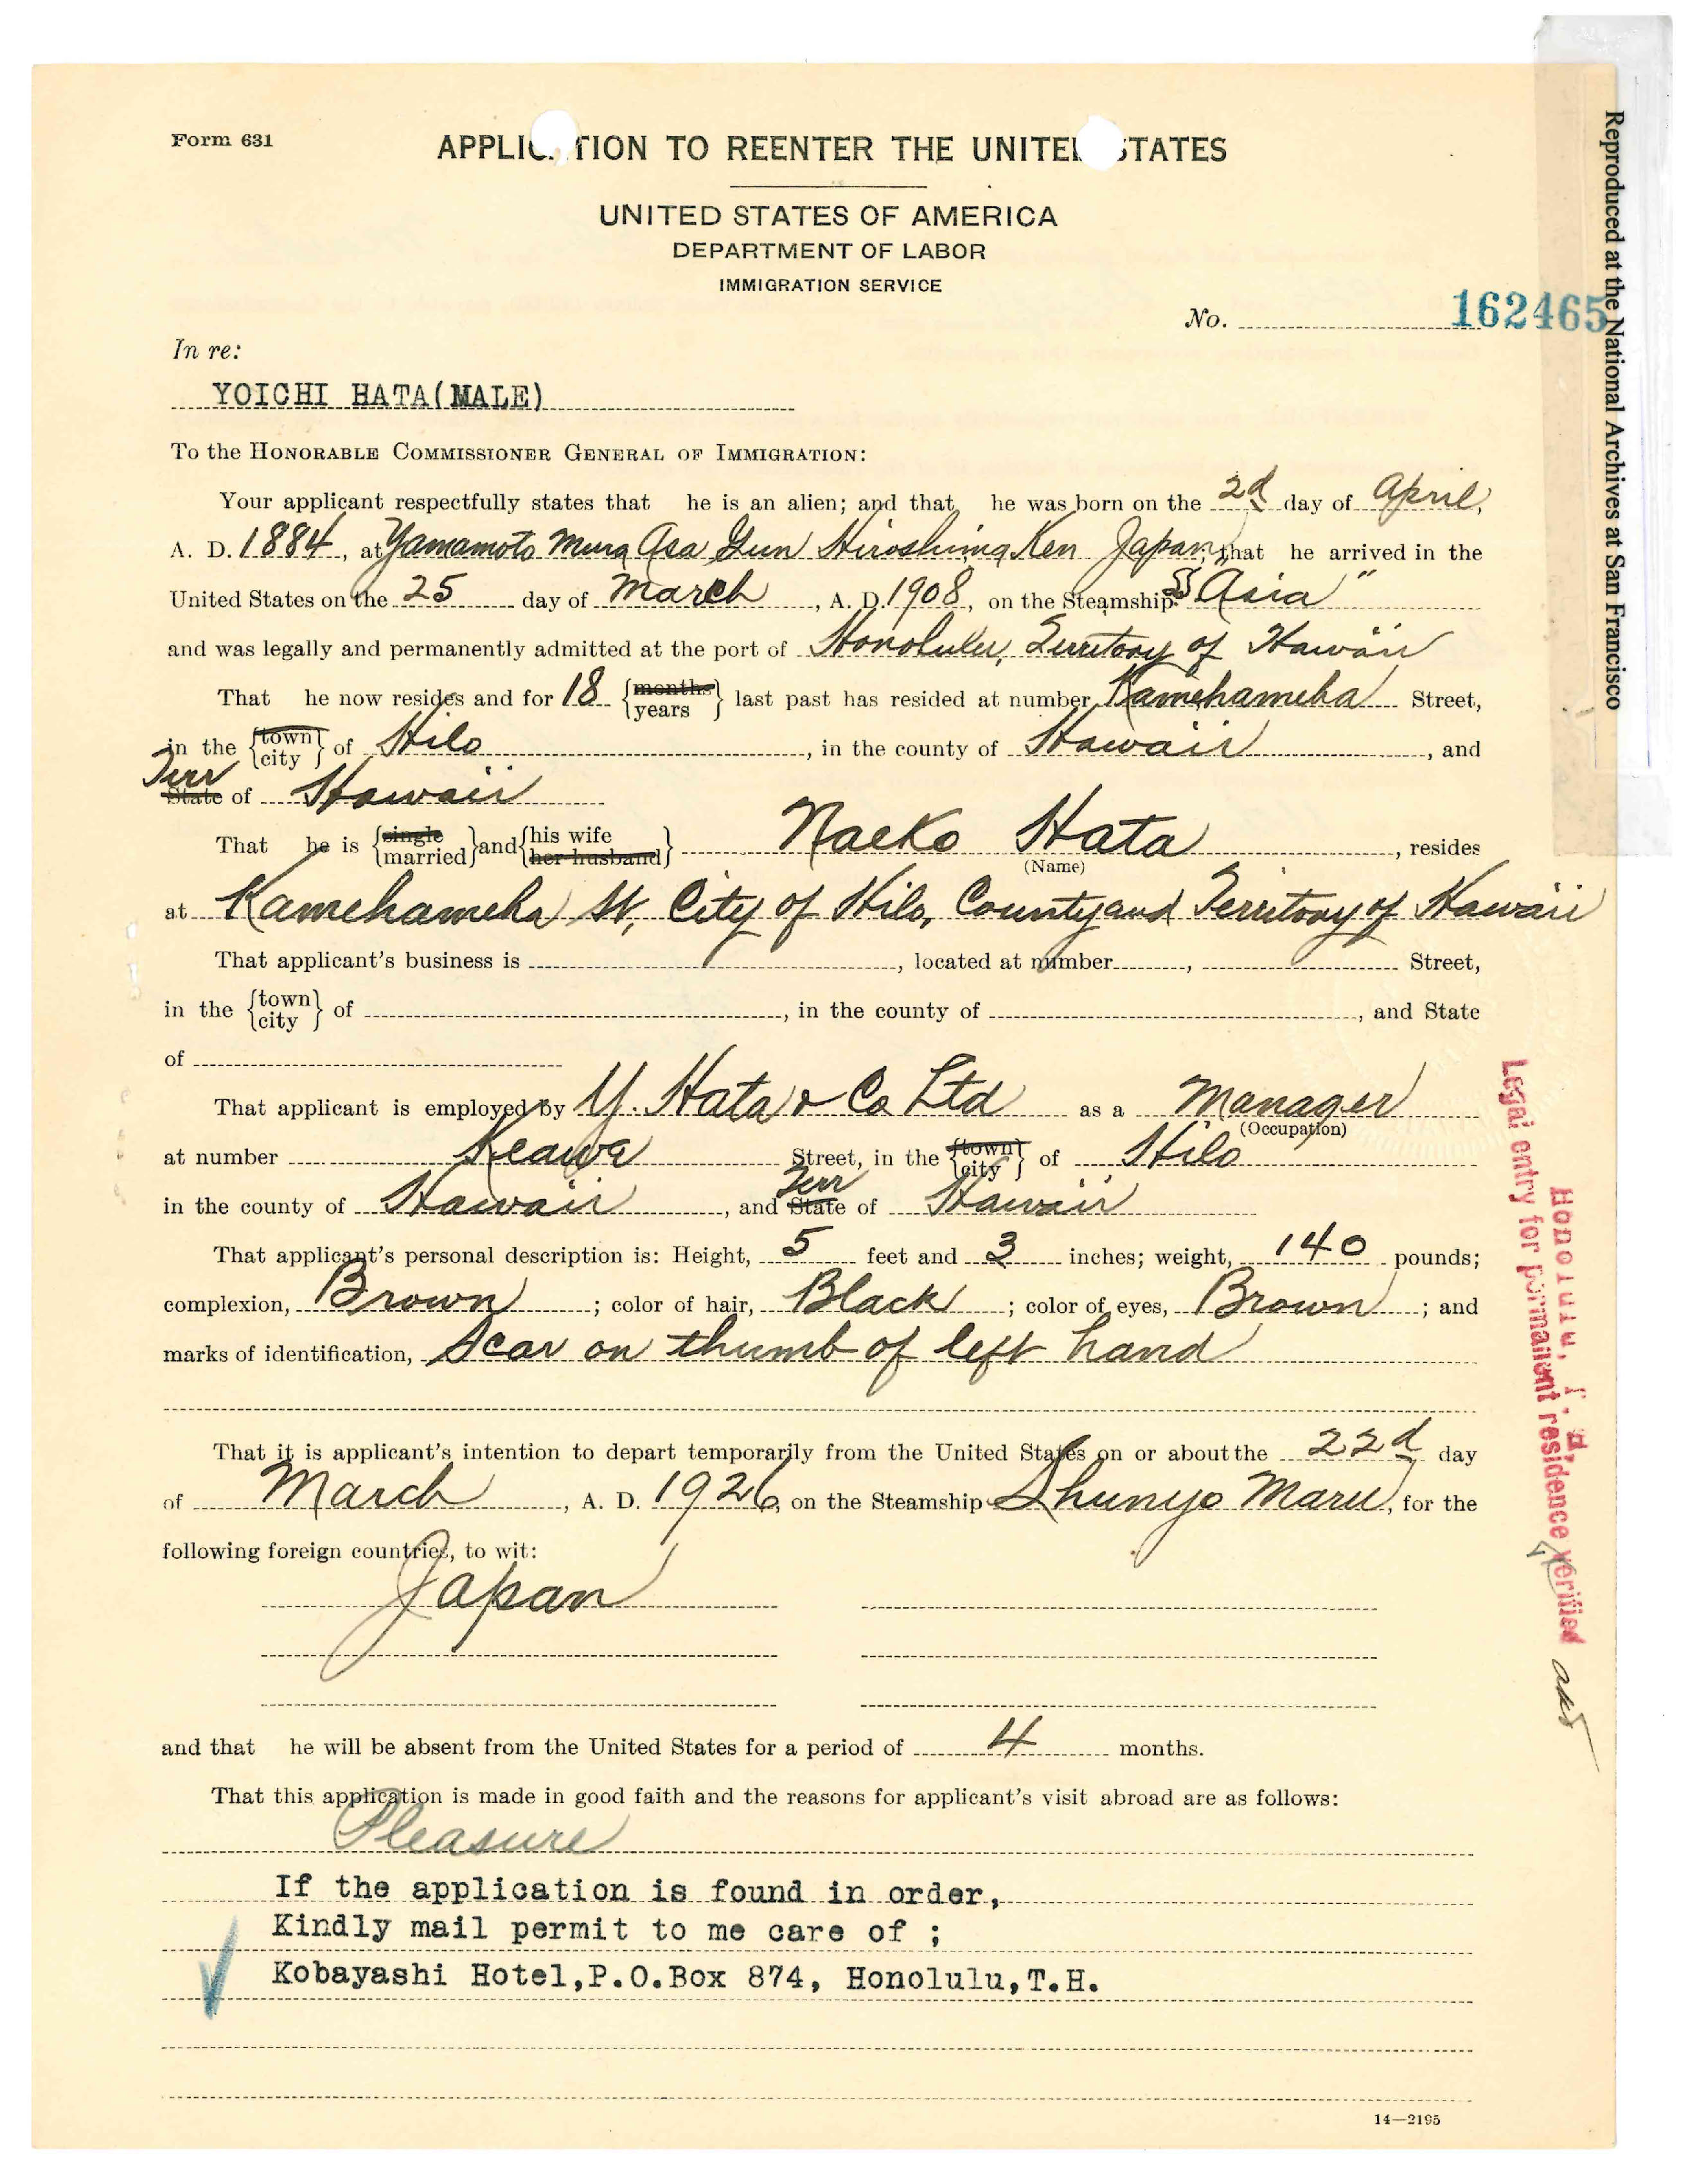 Form 631
APPLICATION TO REENTER THE UNITED STATES
UNITED STATES OF AMERICA
DEPARTMENT OF LABOR
IMMIGRATION SERVICE
No. 162465
In re:
YOICHI HATA(MALE)
To the HONORABLE COMMISSIONER GENERAL OF IMMIGRATION:
Your applicant respectfully states that he is an alien; and that he was born on the 2d day of April,
A. D. 1884, at Yamamoto Mura Asa Gun Hiroshima Ken Japan, that he arrived in the
United States on the 25 day of March, A. D. 1908, on the Steamship SS "Asia"
and was legally and permanently admitted at the port of Honolulu, Territory of Hawaii
That he now resides and for 18 {months years} last past has resided at number Kamehameha Street,
in the {town city} of Hilo, in the county of Hawaii, and
Terr
State of Hawaii
That he is {single married} and {his wife her husband} Naeko Hata, resides
(Name)
at Kamehameha St, City of Hilo, County and Territory of Hawaii
That applicant's business is, located at number, Street,
in the {town city} of, in the county of, and State
of
That applicant is employed by Y. Hata & Co Ltd as a Manager
(Occupation)
at number Keawe Street, in the {town city} of Hilo
in the county of Hawaii, and Terr State of Hawaii
That applicant's personal description is: Height, 5 feet and 3 inches; weight, 140 pounds;
complexion, Brown; color of hair, Black; color of eyes, Brown; and
marks of identification, Scar on thumb of left hand
That it is applicant's intention to depart temporarily from the United States on or about the 22d day
of March, A. D. 1926, on the Steamship Shunyo Maru, for the
following foreign countries, to wit:
Japan
and that he will be absent from the United States for a period of 4 months.
That this application is made in good faith and the reasons for applicant's visit abroad are as follows:
Pleasure
If the application is found in order,
Kindly mail permit to me care of ;
Kobayashi Hotel,P.O.Box 874, Honolulu,T.H.
14—2195
Reproduced at the National Archives at San Francisco
Honolulu, T. H.
Legal entry for permanent residence verified